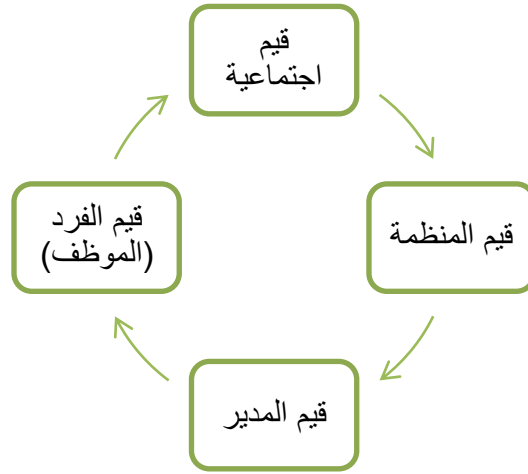 قيم
اجتماعية
قيم المنظمة
قيم المدير
قيم الفرد
(الموظف)